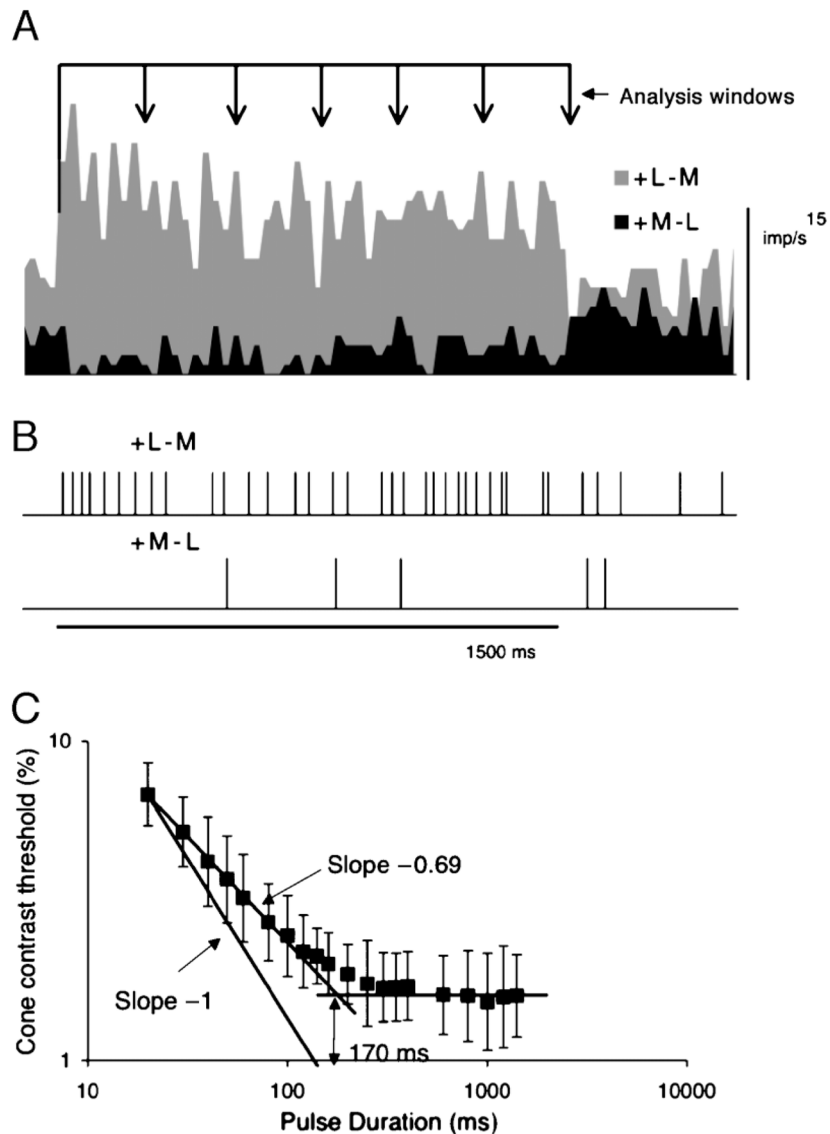 A
Analysis windows
+L-M
+M-L
15
imp/s
B
+L-M
+M-L
1500 ms
C
10
Cone contrast threshold (%)
Slope −0.69
Slope −1
170 ms
1
10
100
1000
10000
Pulse Duration (ms)